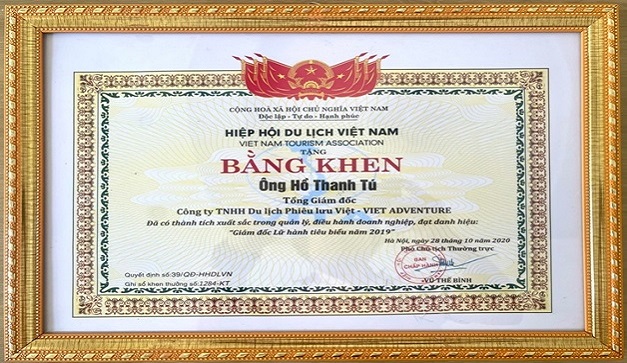 CỘNG HOÀ XÃ HỘI CHỦ NGHĨA VIỆT NAM
Độc lập - Tự do - Hạnh phúc
HIỆP HỘI DU LỊCH VIỆT NAM
VIET NAM TOURISM ASSOCIATION
TẶNG
BẰNG KHEN
Ông Hồ Thanh Tú
Tổng Giám đốc
Công ty TNHH Du lịch Phiêu lưu Việt - VIET ADVENTURE
Đã có thành tích xuất sắc trong quản lý, điều hành doanh nghiệp, đạt danh hiệu:
"Giám đốc Lữ hành tiêu biểu năm 2019"
Hà Nội, ngày 28 tháng 10 năm 2020
Phó Chủ tịch Thường trực
BAN
CHẤP HÀNH
VŨ THẾ BÌNH
Quyết định số:39/QĐ-HHDLVN
Ghi sổ khen thưởng số:1284-KT